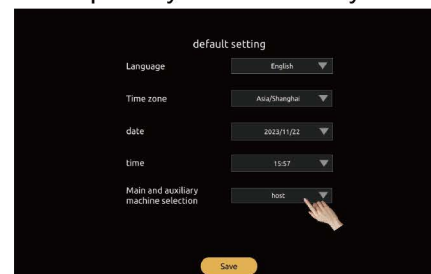 default setting
Language
English
Time zone
Asia/Shanghai
date
2023/11/22
time
15:57
Main and auxiliary
machine selection
host
Save